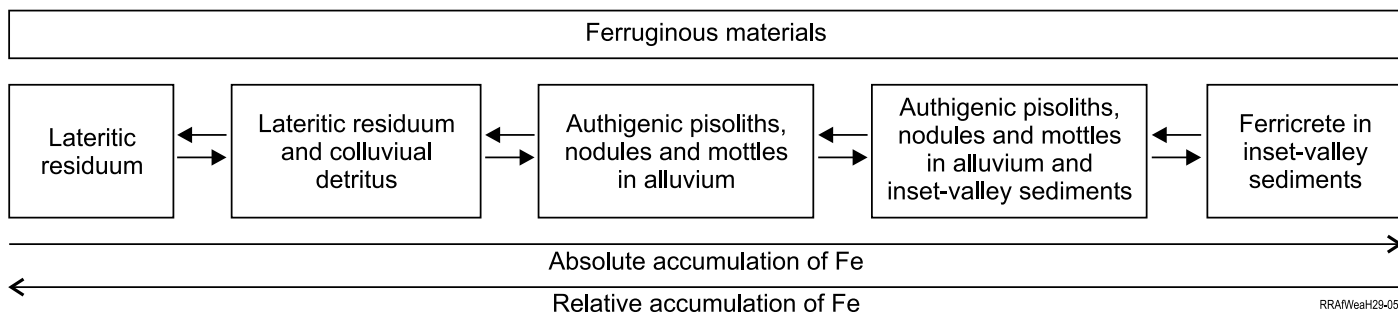 Ferruginous materials
Lateritic
residuum
Lateritic residuum
and colluviual
detritus
Authigenic pisoliths,
nodules and mottles
in alluvium
Authigenic pisoliths,
nodules and mottles
in alluvium and
inset-valley sediments
Ferricrete in
inset-valley
sediments
Absolute accumulation of Fe
Relative accumulation of Fe
RRAfWeaH29-05